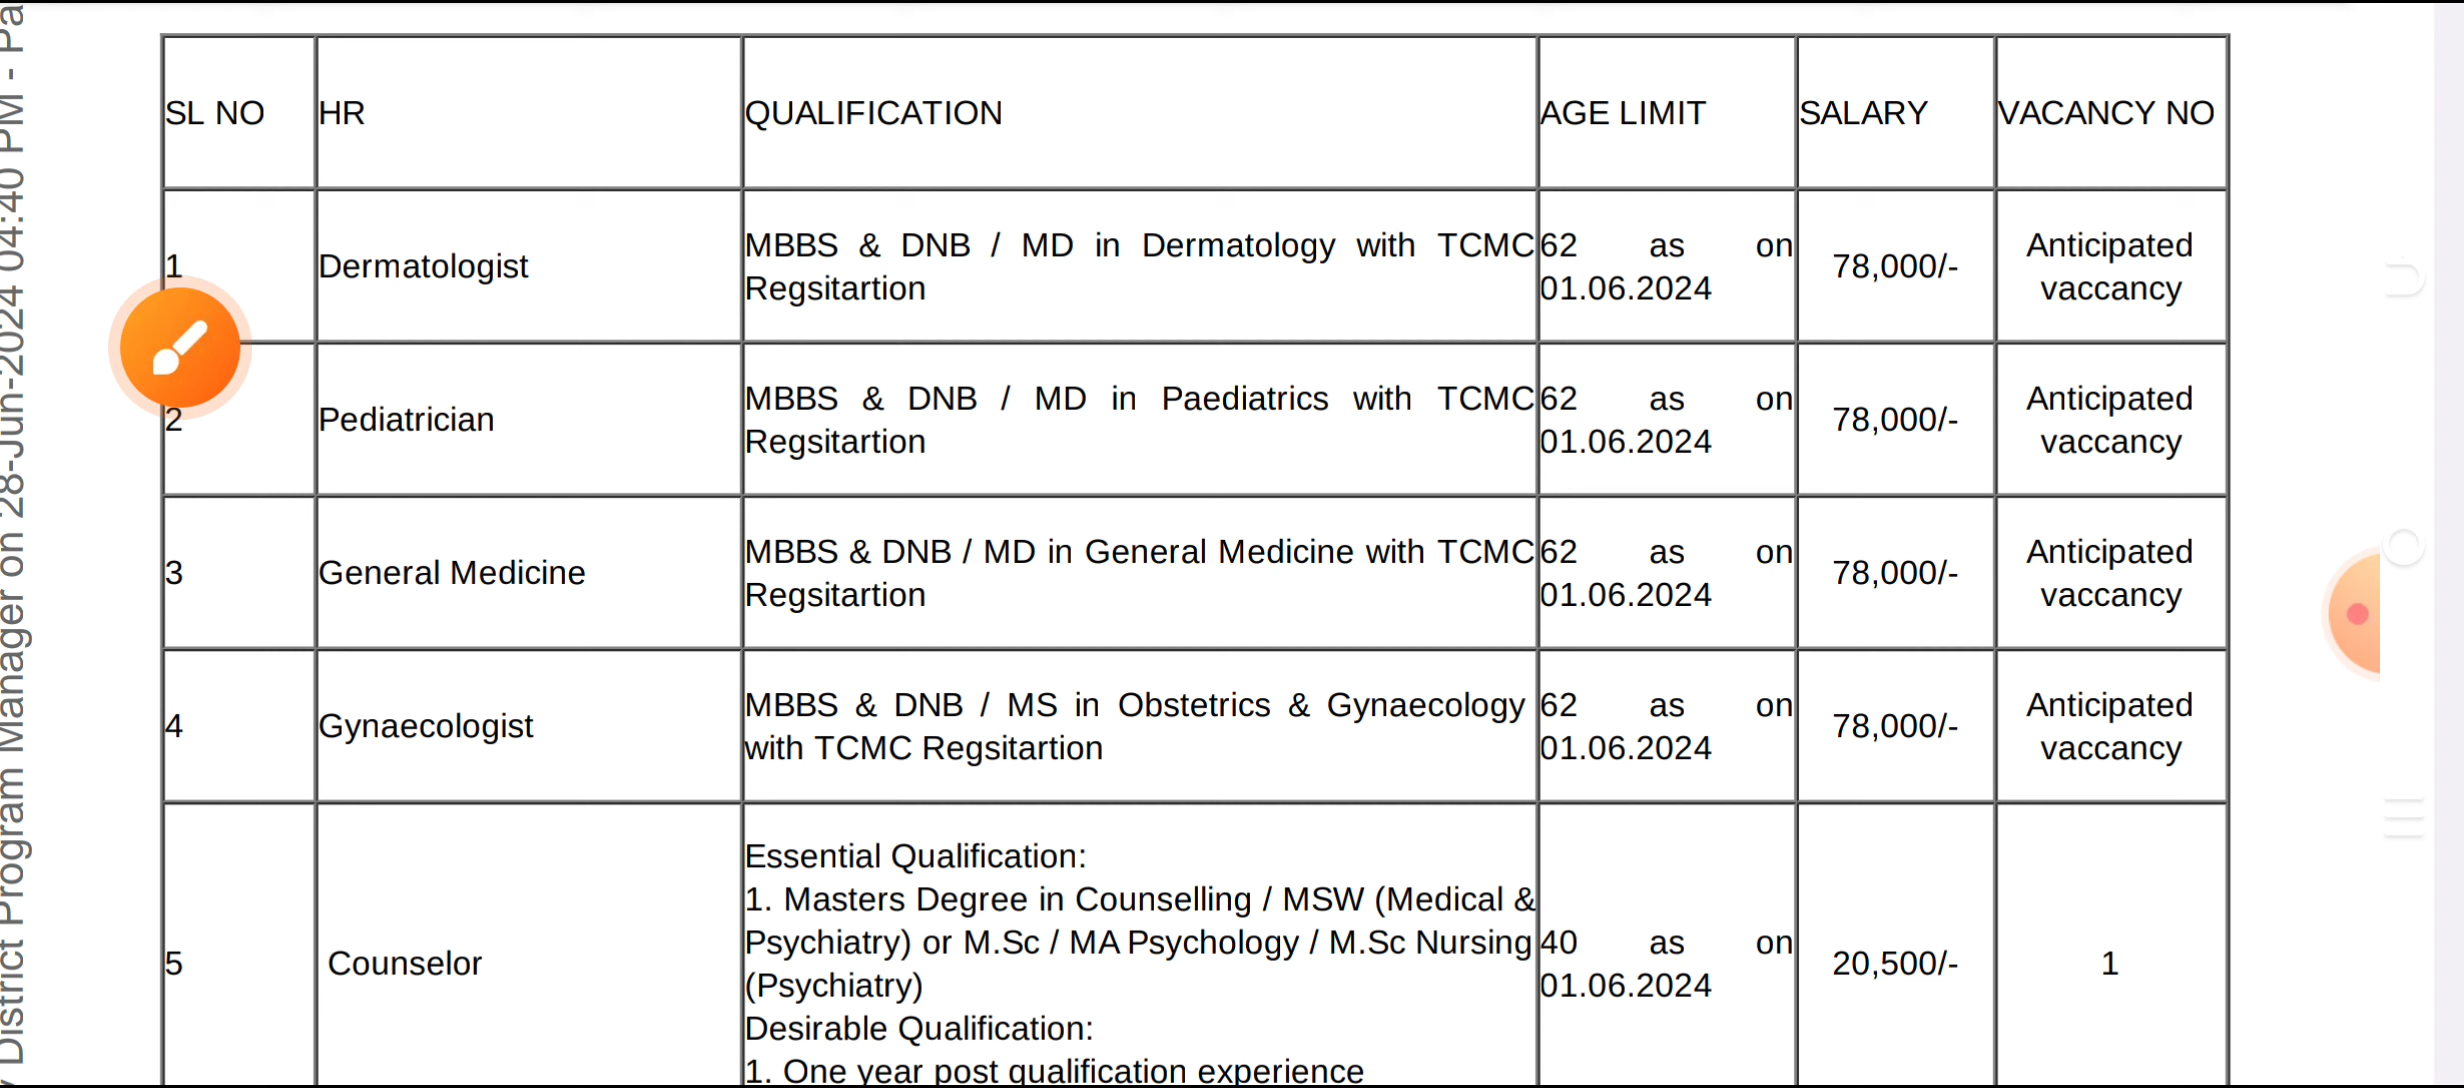 District Program Manager on 28-Jun-2024 04:40 PM - Pa
SL NO HR QUALIFICATION AGE LIMIT SALARY VACANCY NO
1 Dermatologist MBBS & DNB / MD in Dermatology with TCMC Regsitartion 62 as on 01.06.2024 78,000/- Anticipated vaccancy
2 Pediatrician MBBS & DNB / MD in Paediatrics with TCMC Regsitartion 62 as on 01.06.2024 78,000/- Anticipated vaccancy
3 General Medicine MBBS & DNB / MD in General Medicine with TCMC Regsitartion 62 as on 01.06.2024 78,000/- Anticipated vaccancy
4 Gynaecologist MBBS & DNB / MS in Obstetrics & Gynaecology with TCMC Regsitartion 62 as on 01.06.2024 78,000/- Anticipated vaccancy
5 Counselor
Essential Qualification:
1. Masters Degree in Counselling / MSW (Medical &
Psychiatry) or M.Sc / MA Psychology / M.Sc Nursing
(Psychiatry)
Desirable Qualification:
1. One year post qualification experience
40 as on
01.06.2024
20,500/-
1